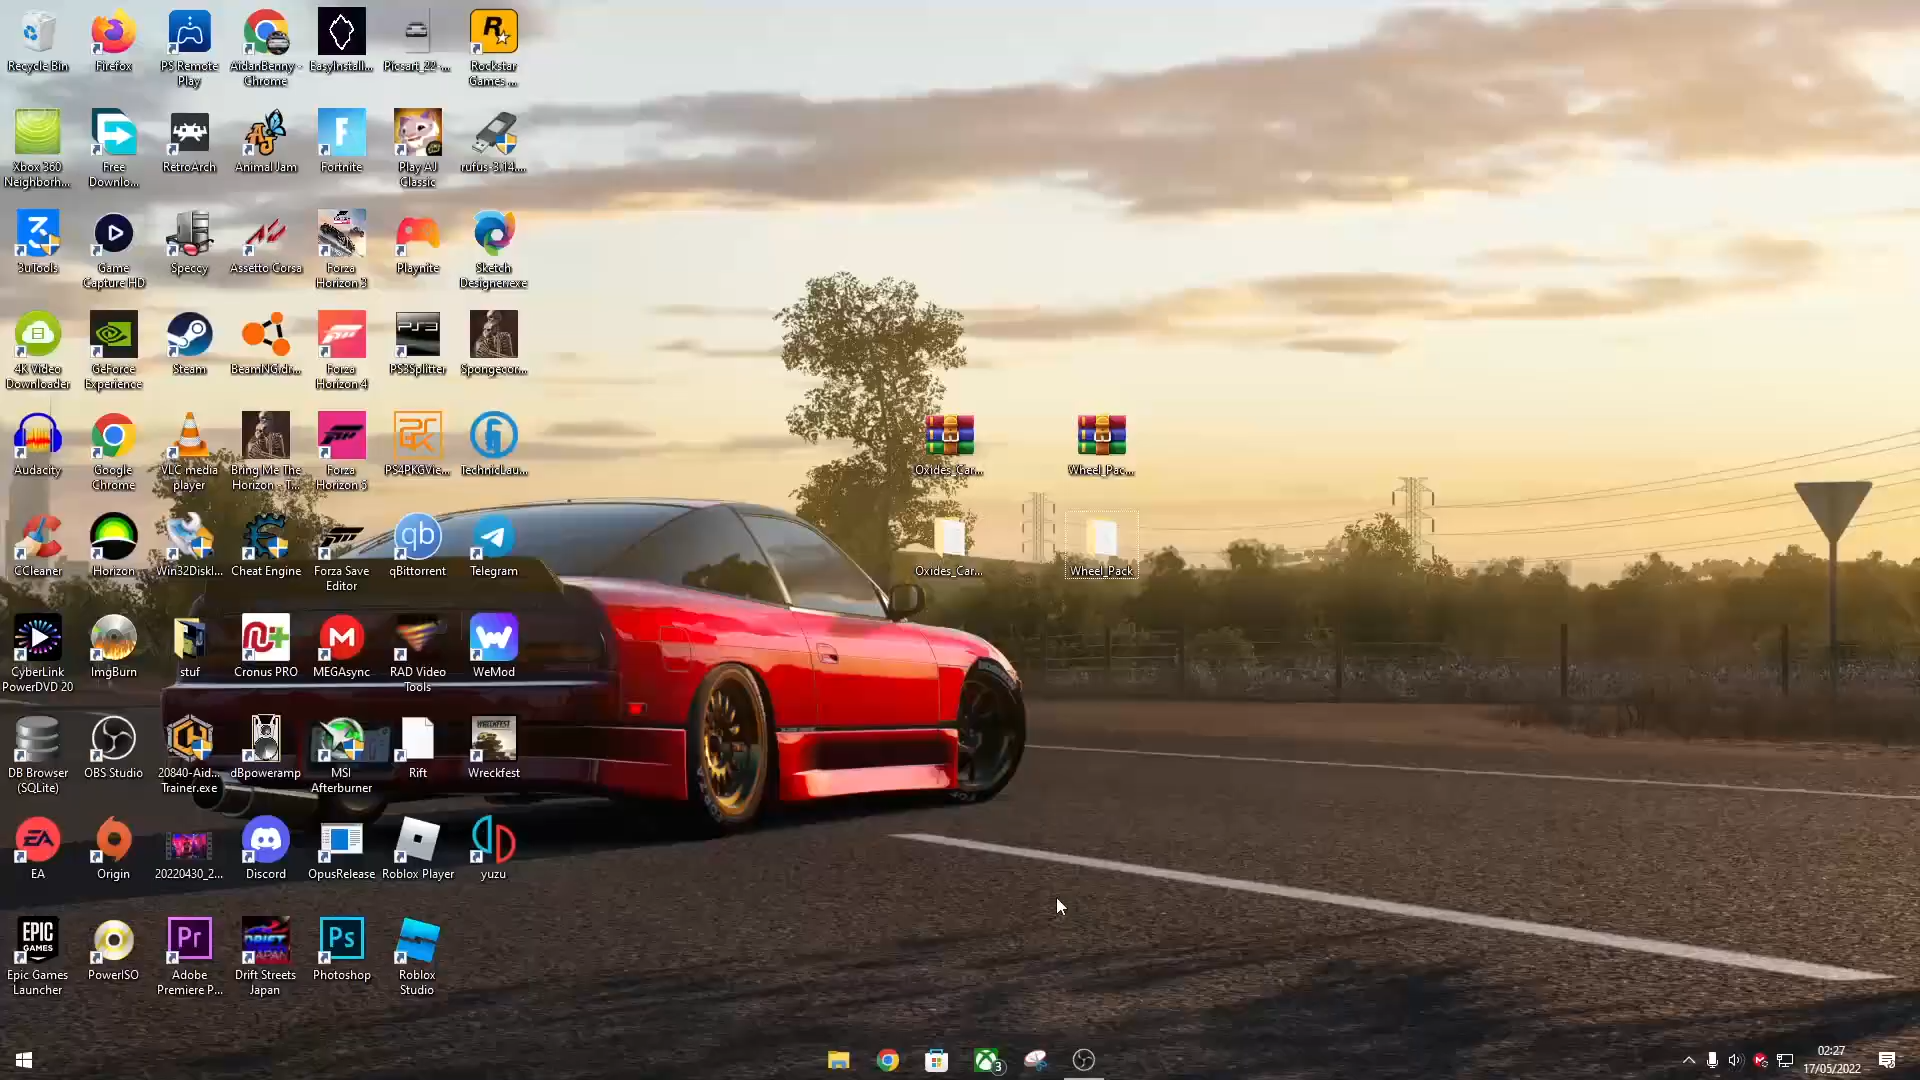 Recycle Bin
Firefox
PS Remote
Play
AidanBenny -
Chrome
EasyInstall...
Picsart_22-...
Rockstar
Games ...
Xbox 360
Neighborh...
Free
Downlo...
RetroArch
Animal Jam
Fortnite
Play AJ
Classic
rufus-3.14....
3uTools
Game
Capture HD
Speccy
Assetto Corsa
Forza
Horizon 3
Playnite
Sketch
Designer.exe
4K Video
Downloader
GeForce
Experience
Steam
BeamNG.dr...
Forza
Horizon 4
PS3Splitter
Spongecor...
Audacity
Google
Chrome
VLC media
player
Bring Me The
Horizon - T...
Forza
Horizon 5
PS4PKGVie...
TechnicLau...
Oxides_Car...
Wheel_Pac...
CCleaner
Horizon
Win32DiskI...
Cheat Engine
Forza Save
Editor
qBittorrent
Telegram
Oxides_Car...
Wheel_Pack
CyberLink
PowerDVD 20
ImgBurn
stuf
Cronus PRO
MEGAsync
RAD Video
Tools
WeMod
DB Browser
(SQLite)
OBS Studio
20840-Aid...
Trainer.exe
dBpoweramp
MSI
Afterburner
Rift
Wreckfest
EA
Origin
20220430_2...
Discord
OpusRelease
Roblox Player
yuzu
Epic Games
Launcher
PowerISO
Adobe
Premiere P...
Drift Streets
Japan
Photoshop
Roblox
Studio
3
02:27
17/05/2022